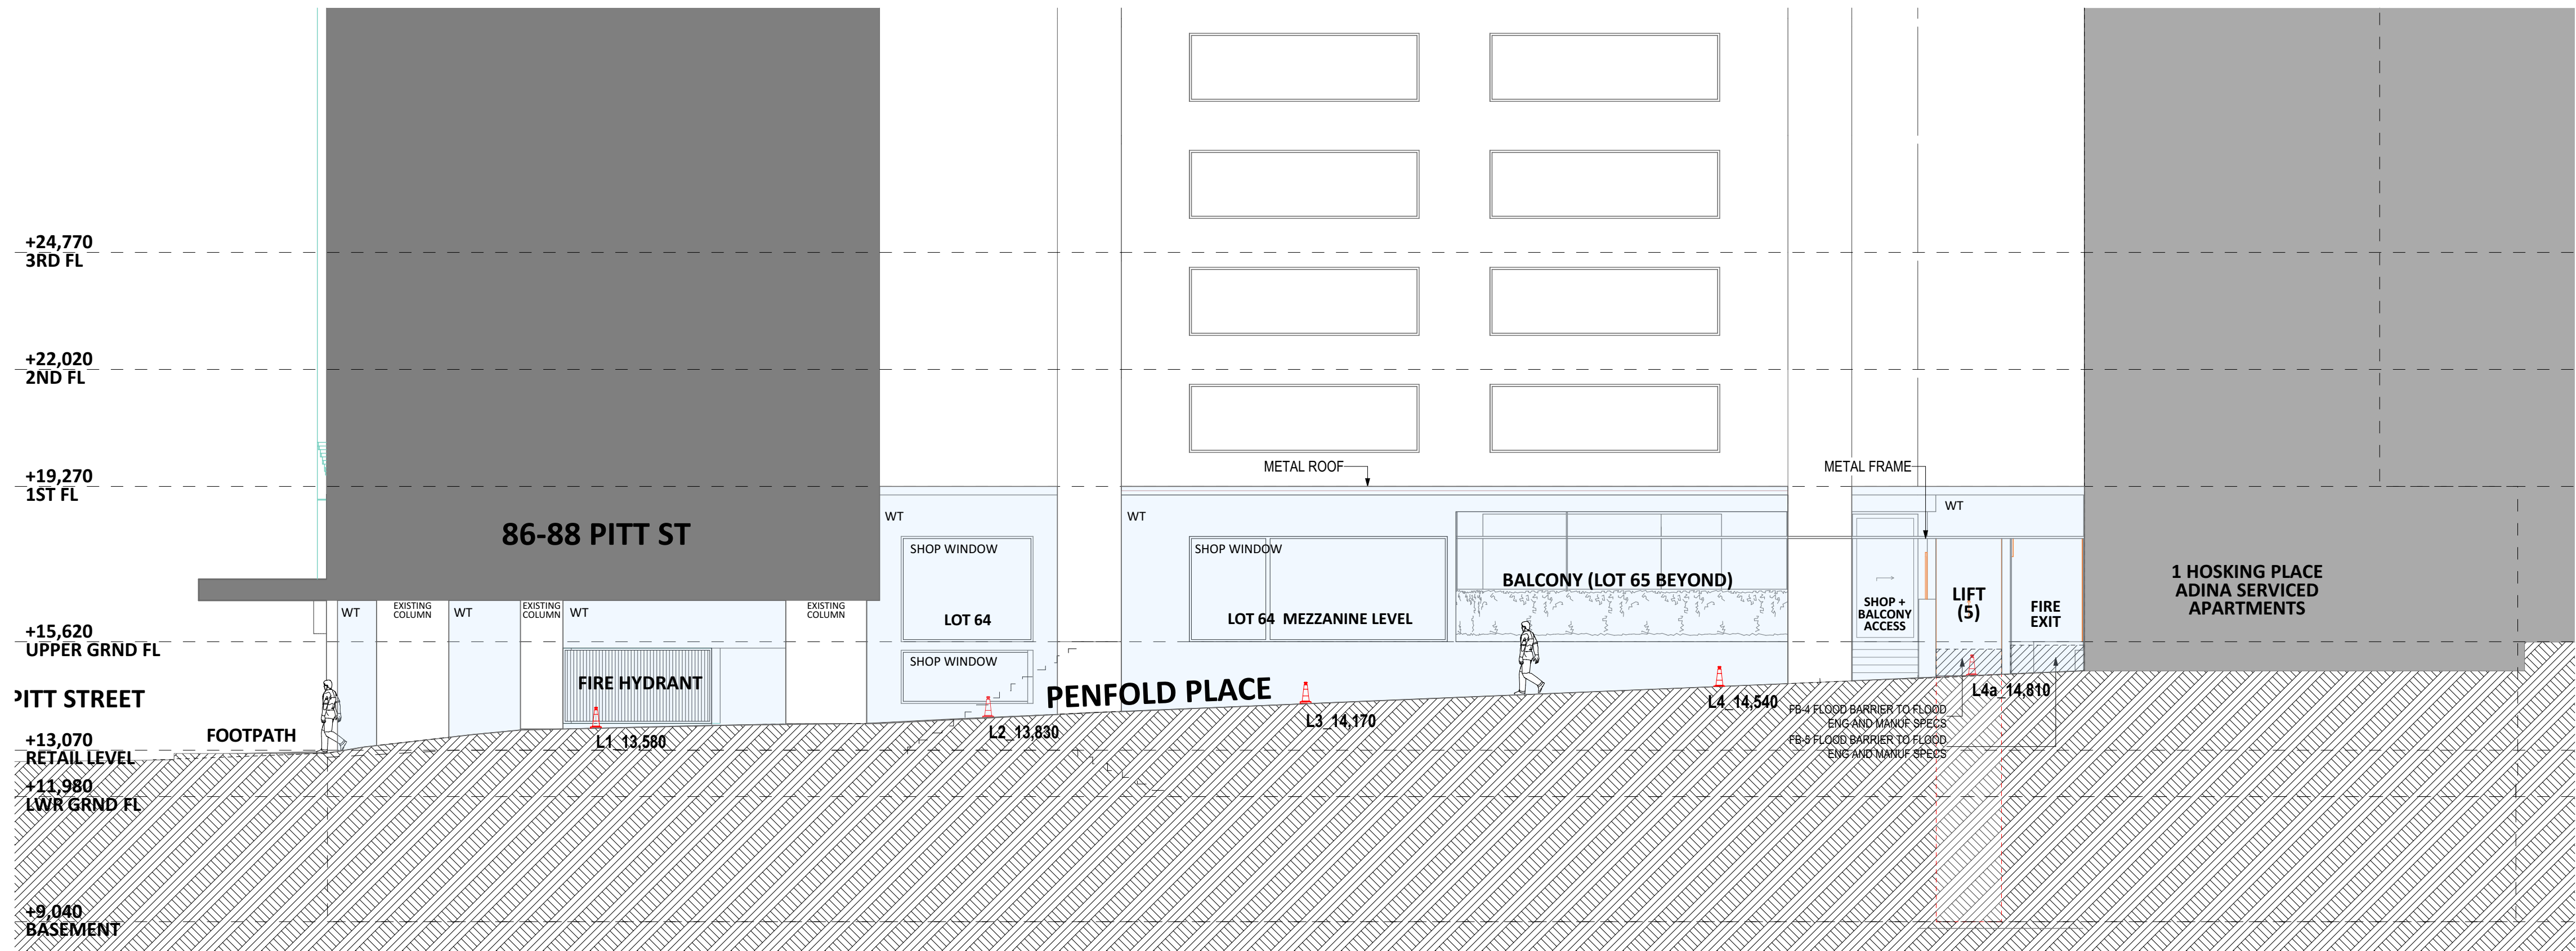 +24,770
3RD FL
+22,020
2ND FL
+19,270
1ST FL
METAL ROOF
METAL FRAME
86-88 PITT ST
WT
WT
WT
SHOP WINDOW
SHOP WINDOW
BALCONY (LOT 65 BEYOND)
1 HOSKING PLACE
ADINA SERVICED
APARTMENTS
WT
EXISTING
COLUMN
WT
EXISTING
COLUMN
WT
EXISTING
COLUMN
LOT 64
LOT 64 MEZZANINE LEVEL
SHOP +
BALCONY
ACCESS
LIFT
(5)
FIRE
EXIT
+15,620
UPPER GRND FL
SHOP WINDOW
FIRE HYDRANT
PENFOLD PLACE
PITT STREET
FOOTPATH
L1_13,580
L2_13,830
L3_14,170
L4_14,540
L4a_14,810
FB-4 FLOOD BARRIER TO FLOOD
ENG AND MANUF SPECS
FB-5 FLOOD BARRIER TO FLOOD
ENG AND MANUF SPECS
+13,070
RETAIL LEVEL
+11,980
LWR GRND FL
+9,040
BASEMENT